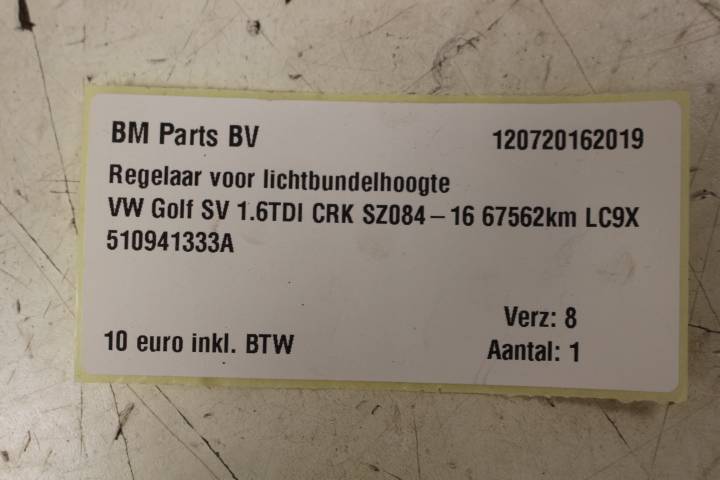 BM Parts BV 120720162019
Regelaar voor lichtbundelhoogte
VW Golf SV 1.6TDI CRK SZ084-16 67562km LC9X
510941333A
Verz: 8
10 euro inkl. BTW Aantal: 1